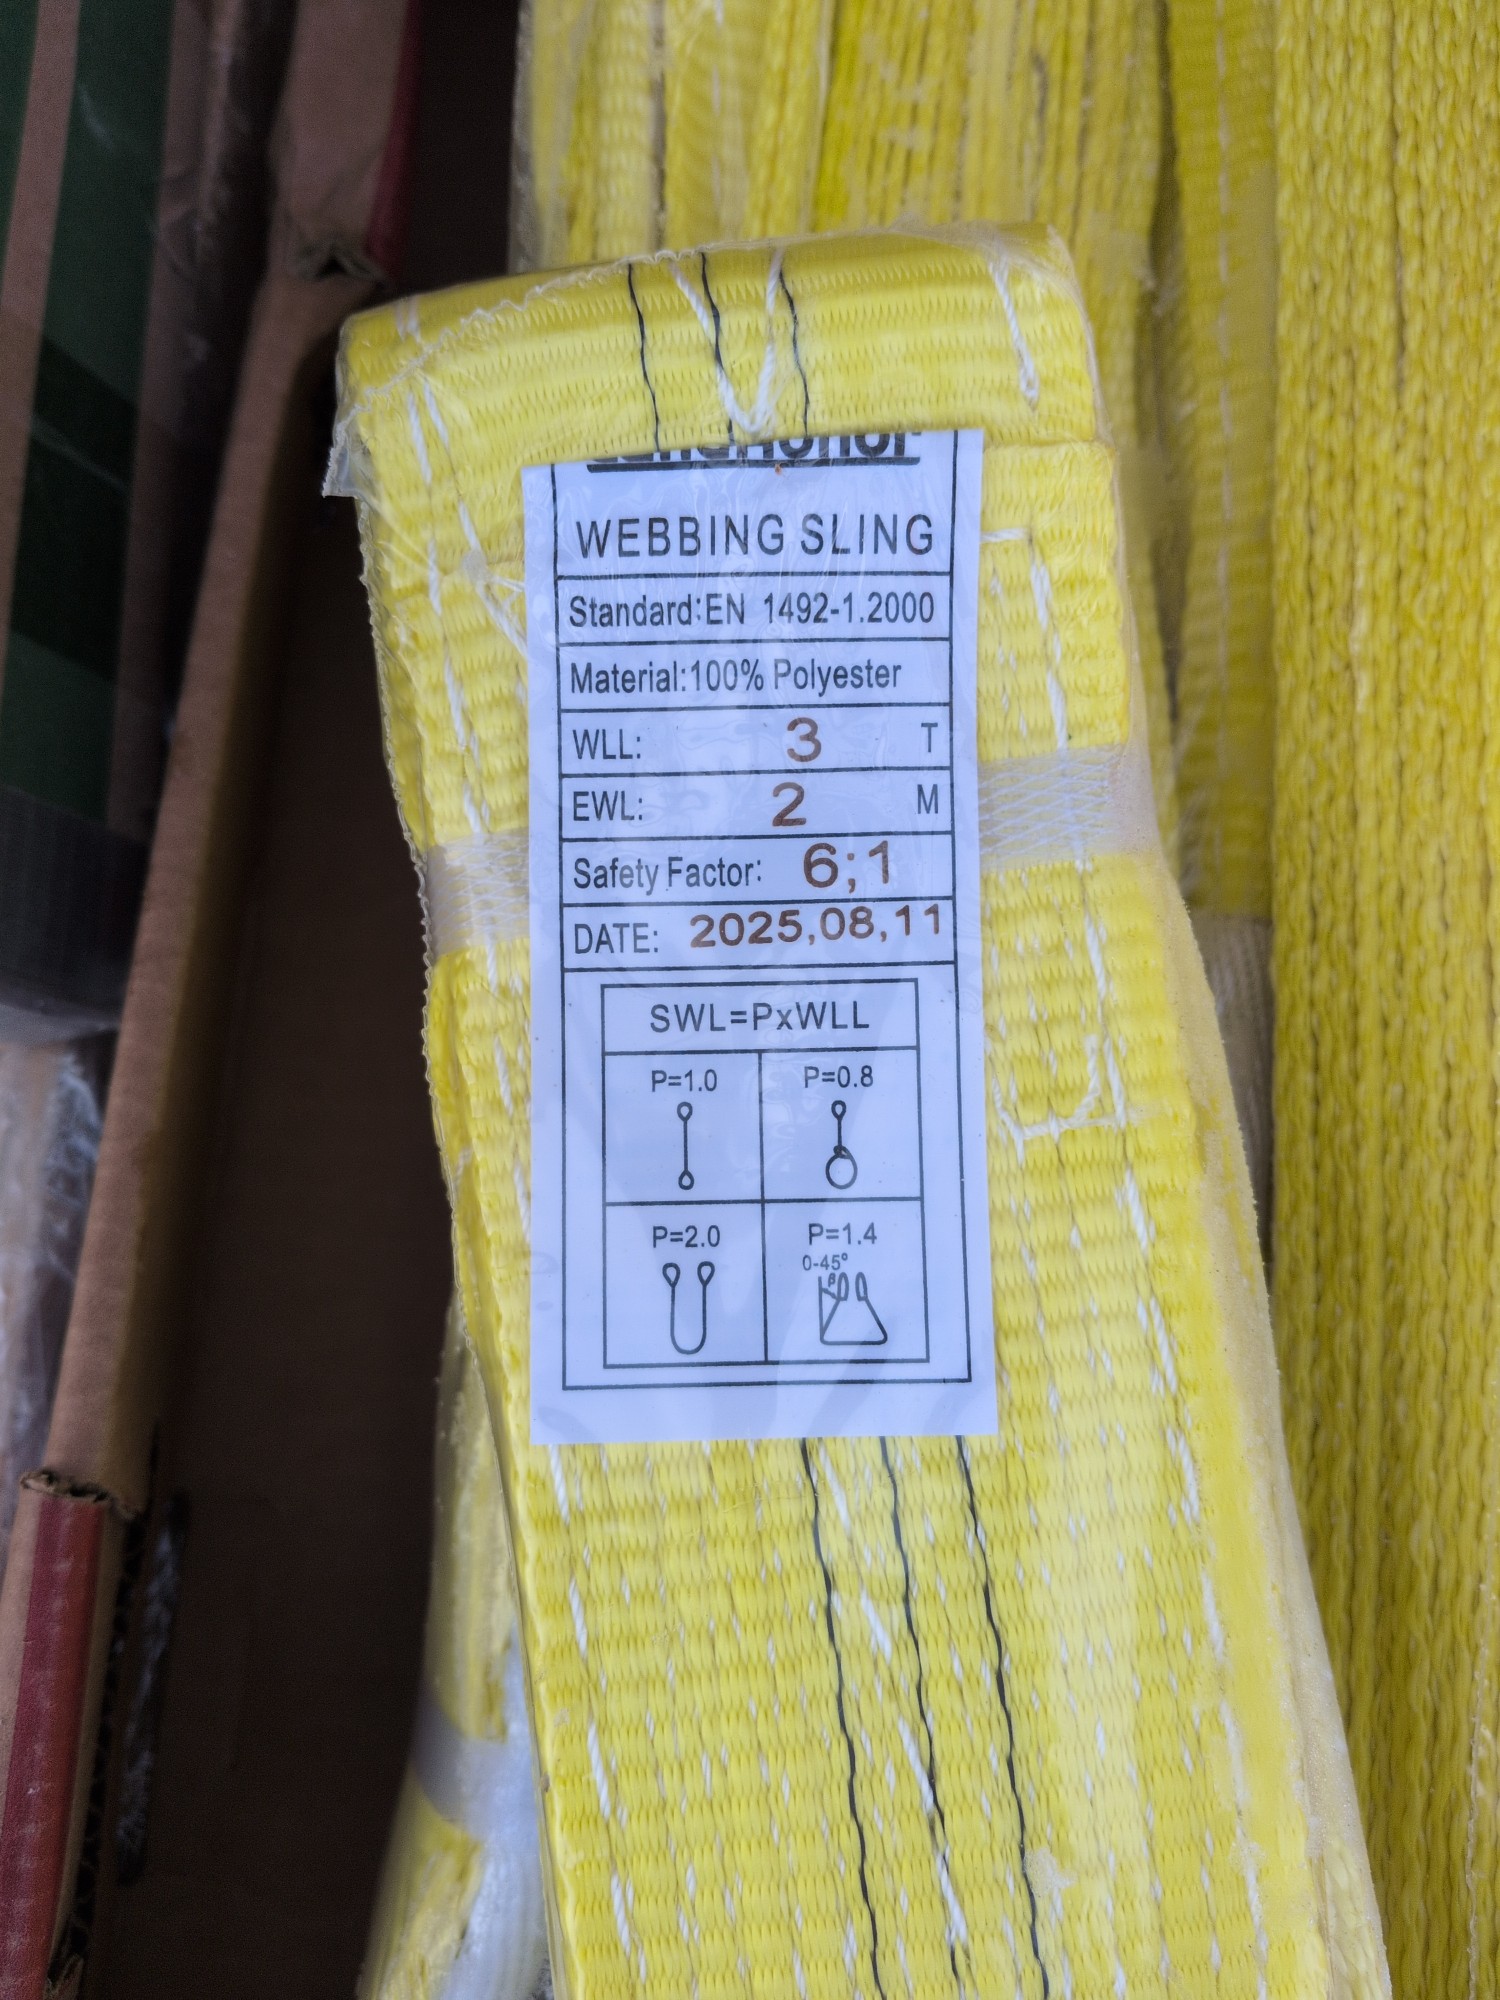 WEBBING SLING
Standard:EN 1492-1.2000
Material:100% Polyester
WLL: 3 T
EWL: 2 M
Safety Factor: 6;1
DATE: 2025,08,11
SWL=PxWLL
P=1.0 P=0.8
P=2.0 P=1.4
0-45°
β